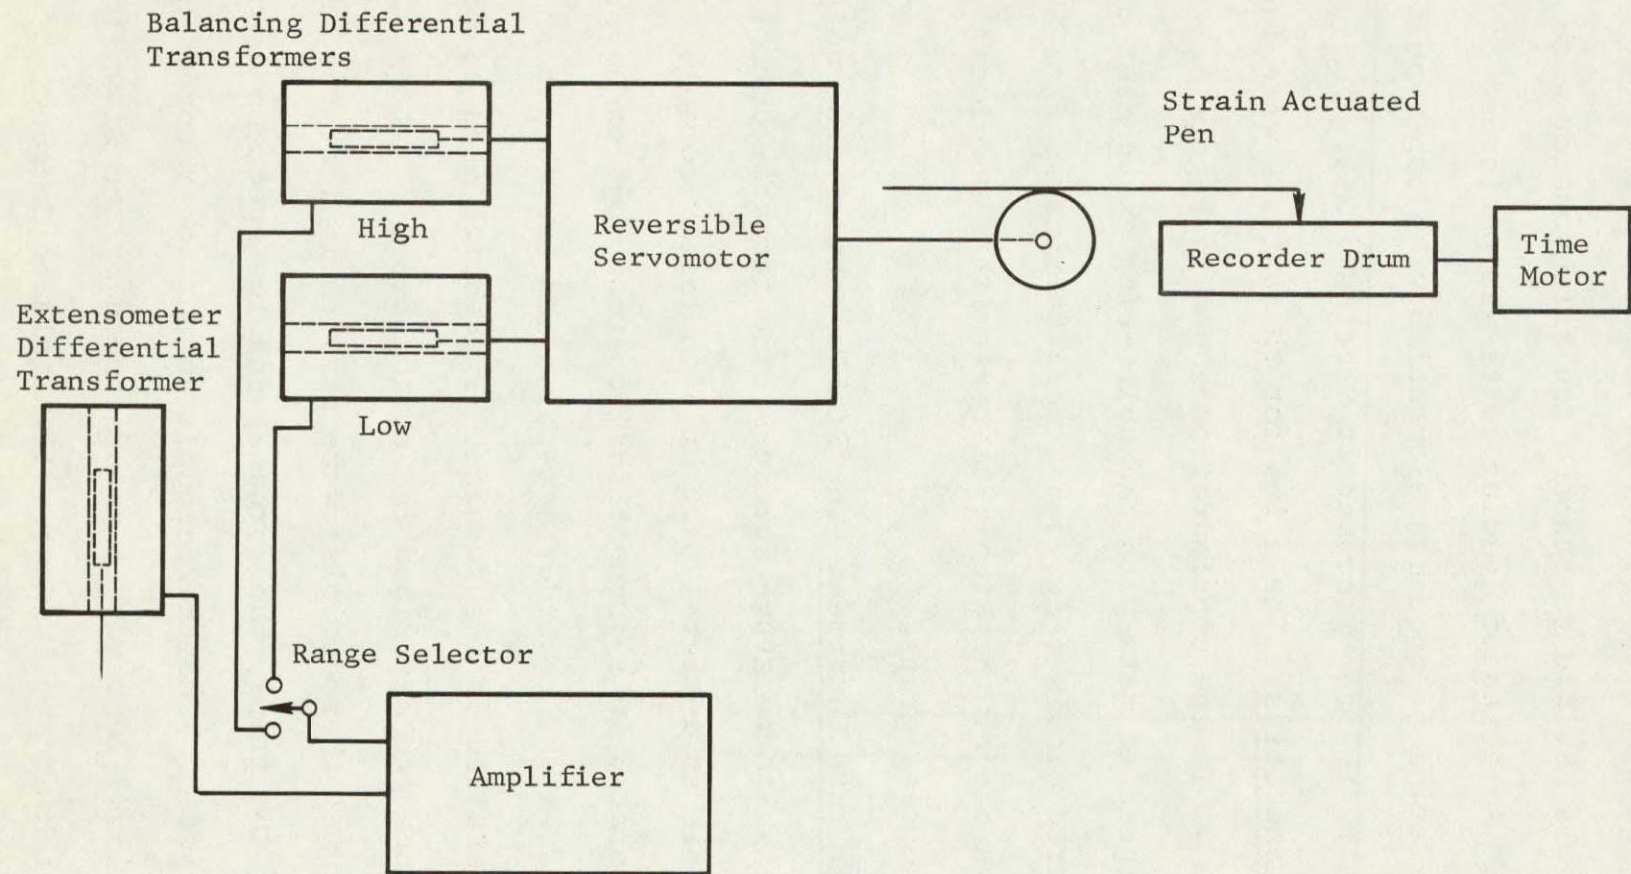 Balancing Differential
Transformers
High
Low
Extensometer
Differential
Transformer
Reversible
Servomotor
Strain Actuated
Pen
Recorder Drum
Time
Motor
Range Selector
Amplifier